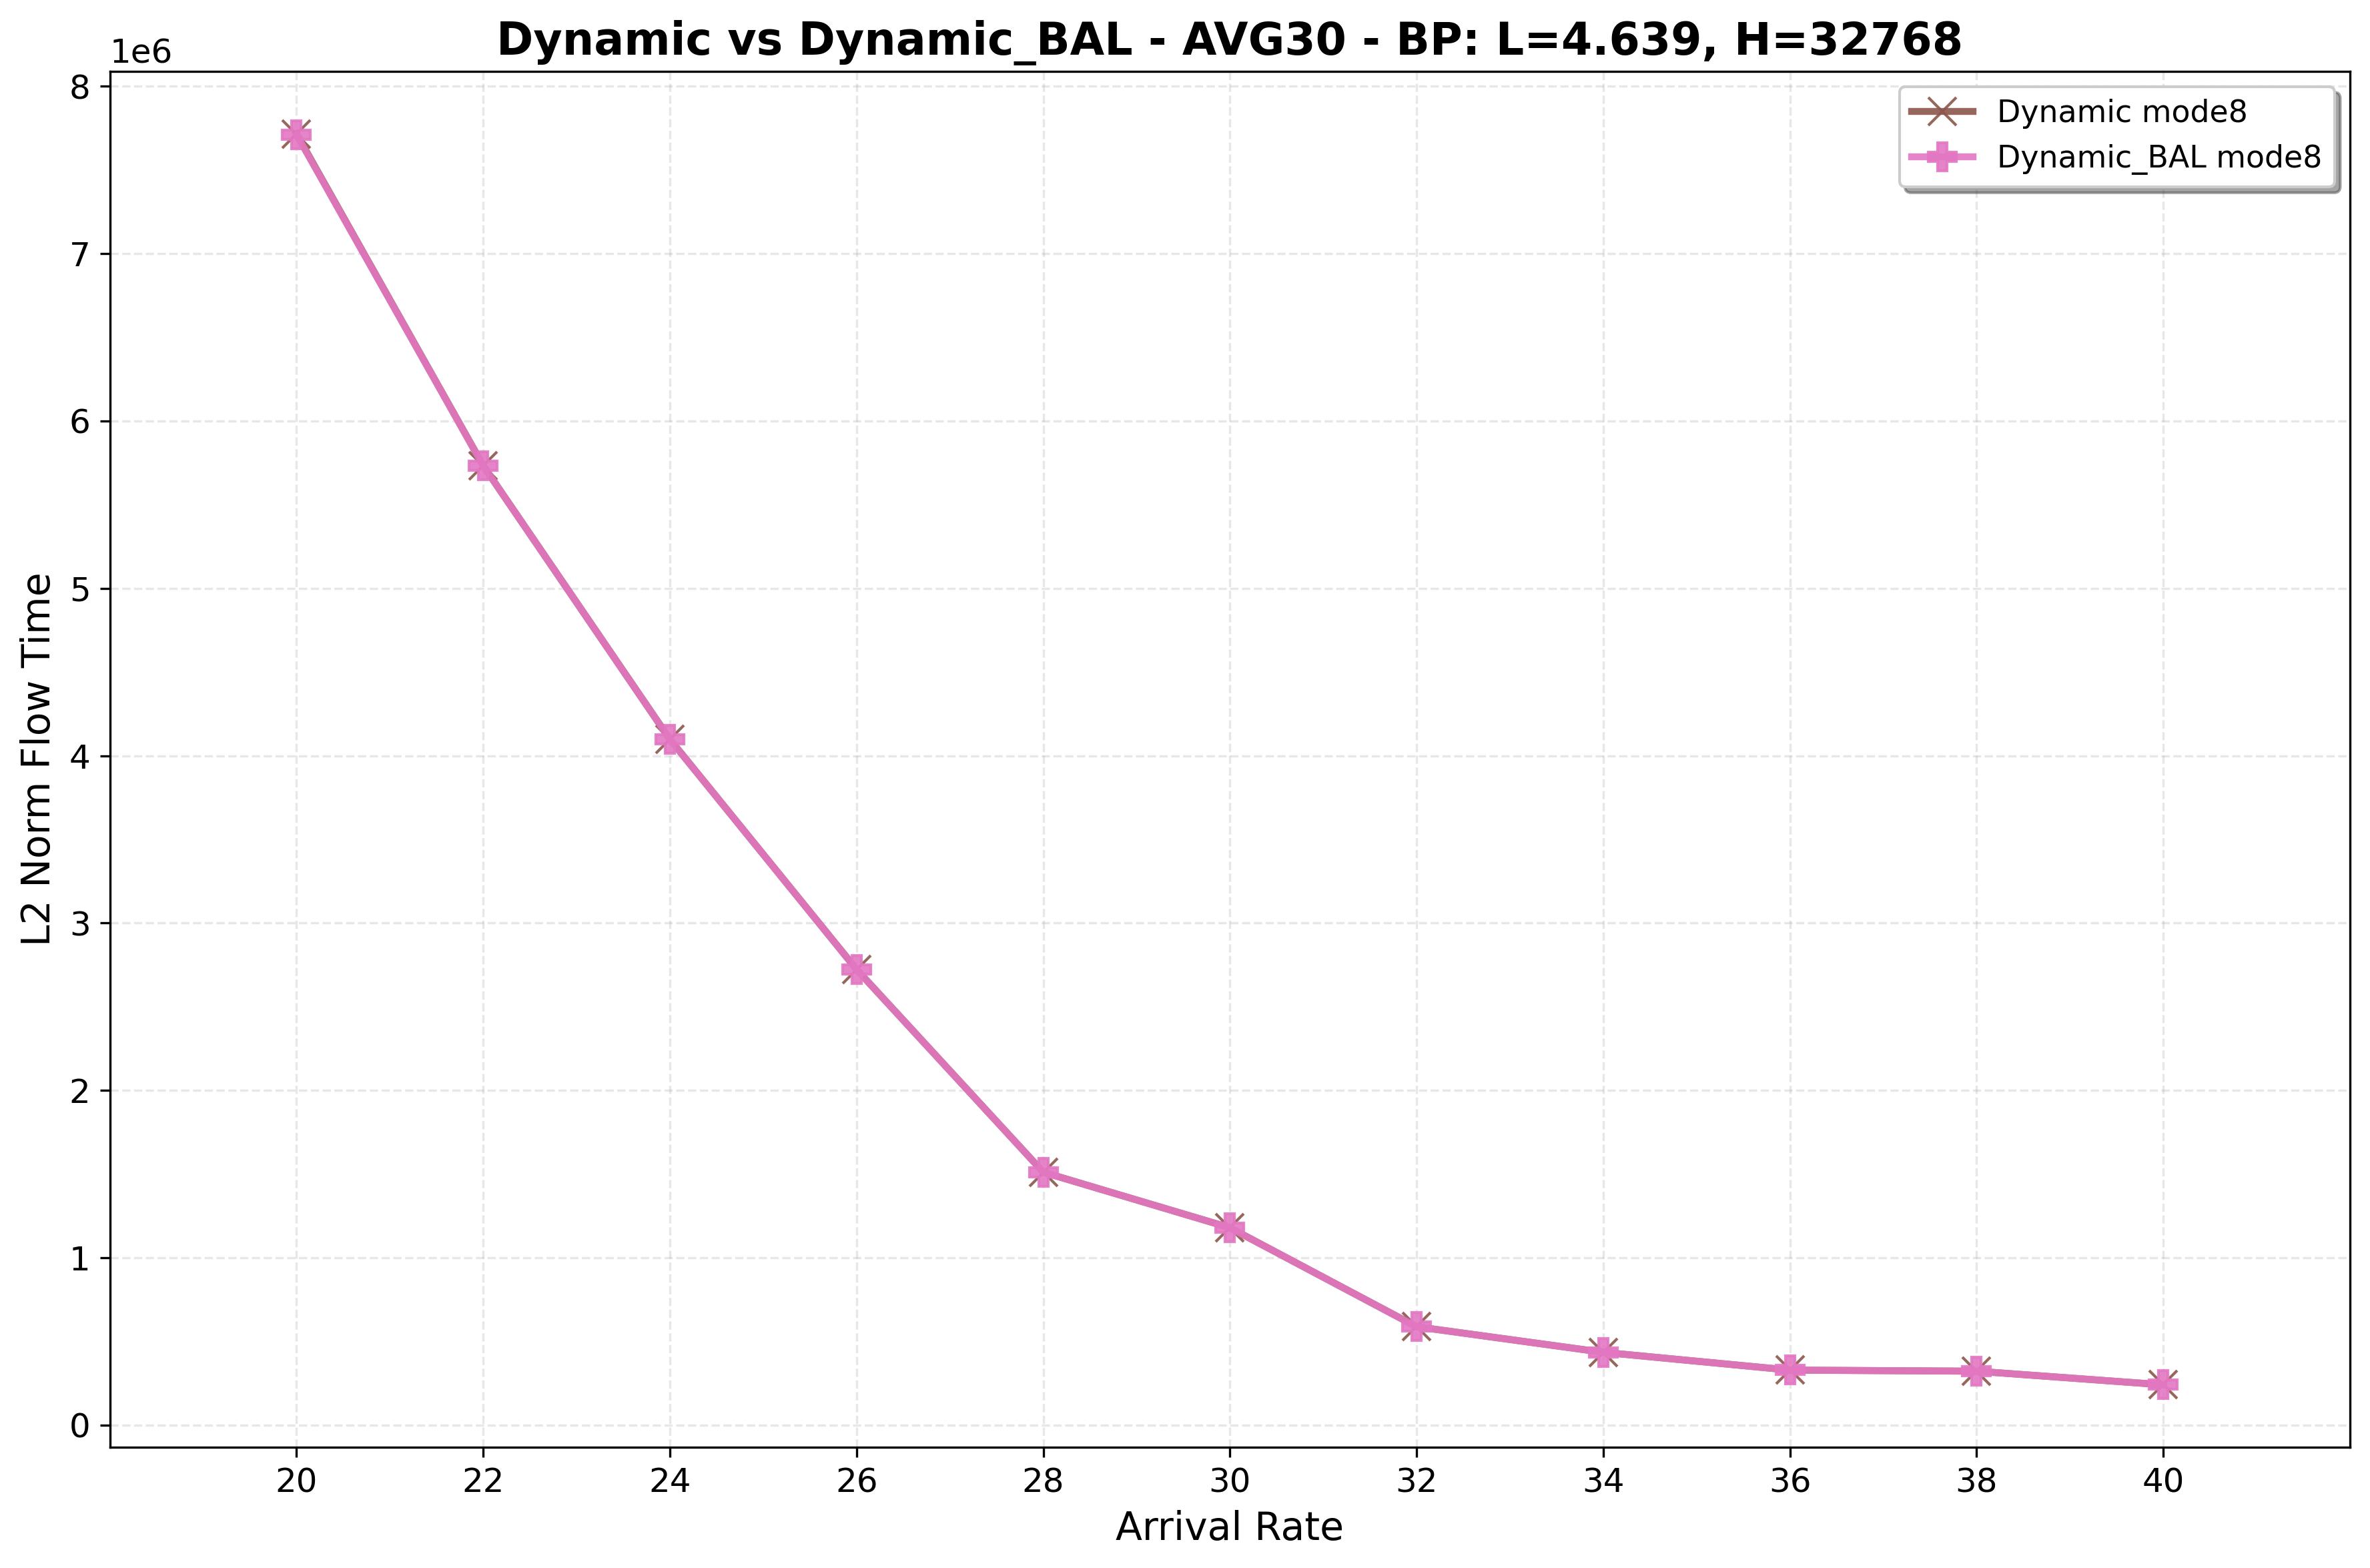 Dynamic vs Dynamic_BAL - AVG30 - BP: L=4.639, H=32768
1e6
Dynamic mode8
Dynamic_BAL mode8
8
7
6
5
4
3
2
1
0
L2 Norm Flow Time
20 22 24 26 28 30 32 34 36 38 40
Arrival Rate